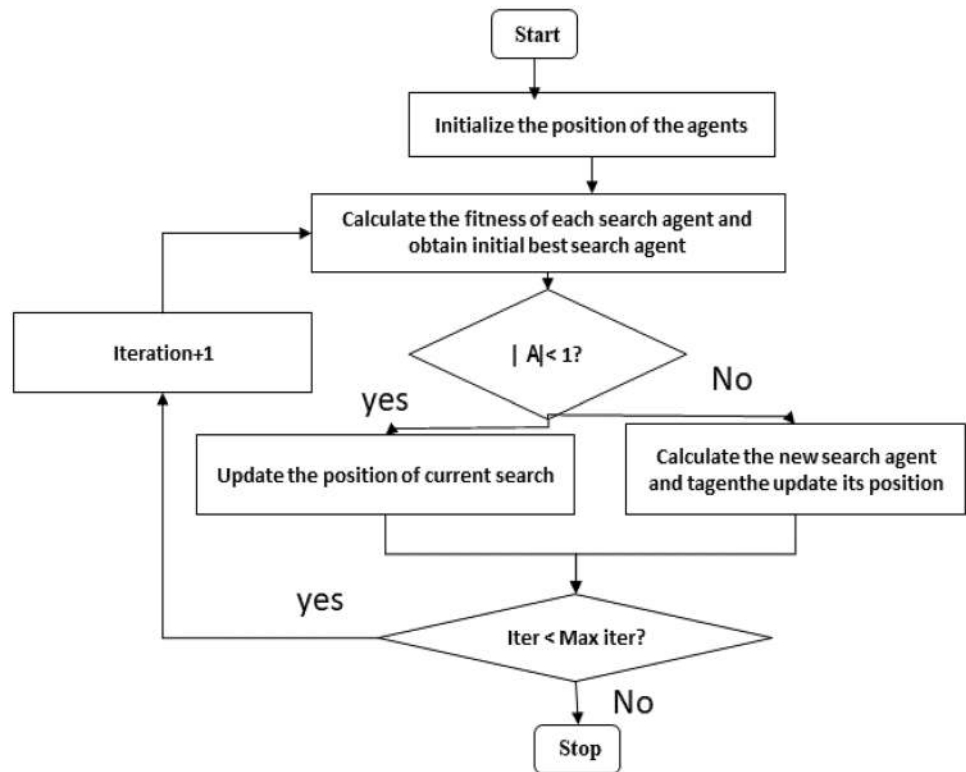 Start
Initialize the position of the agents
Calculate the fitness of each search agent and
obtain initial best search agent
Iteration+1
| A|< 1?
yes
No
Update the position of current search
Calculate the new search agent
and tagenthe update its position
yes
Iter < Max iter?
No
Stop